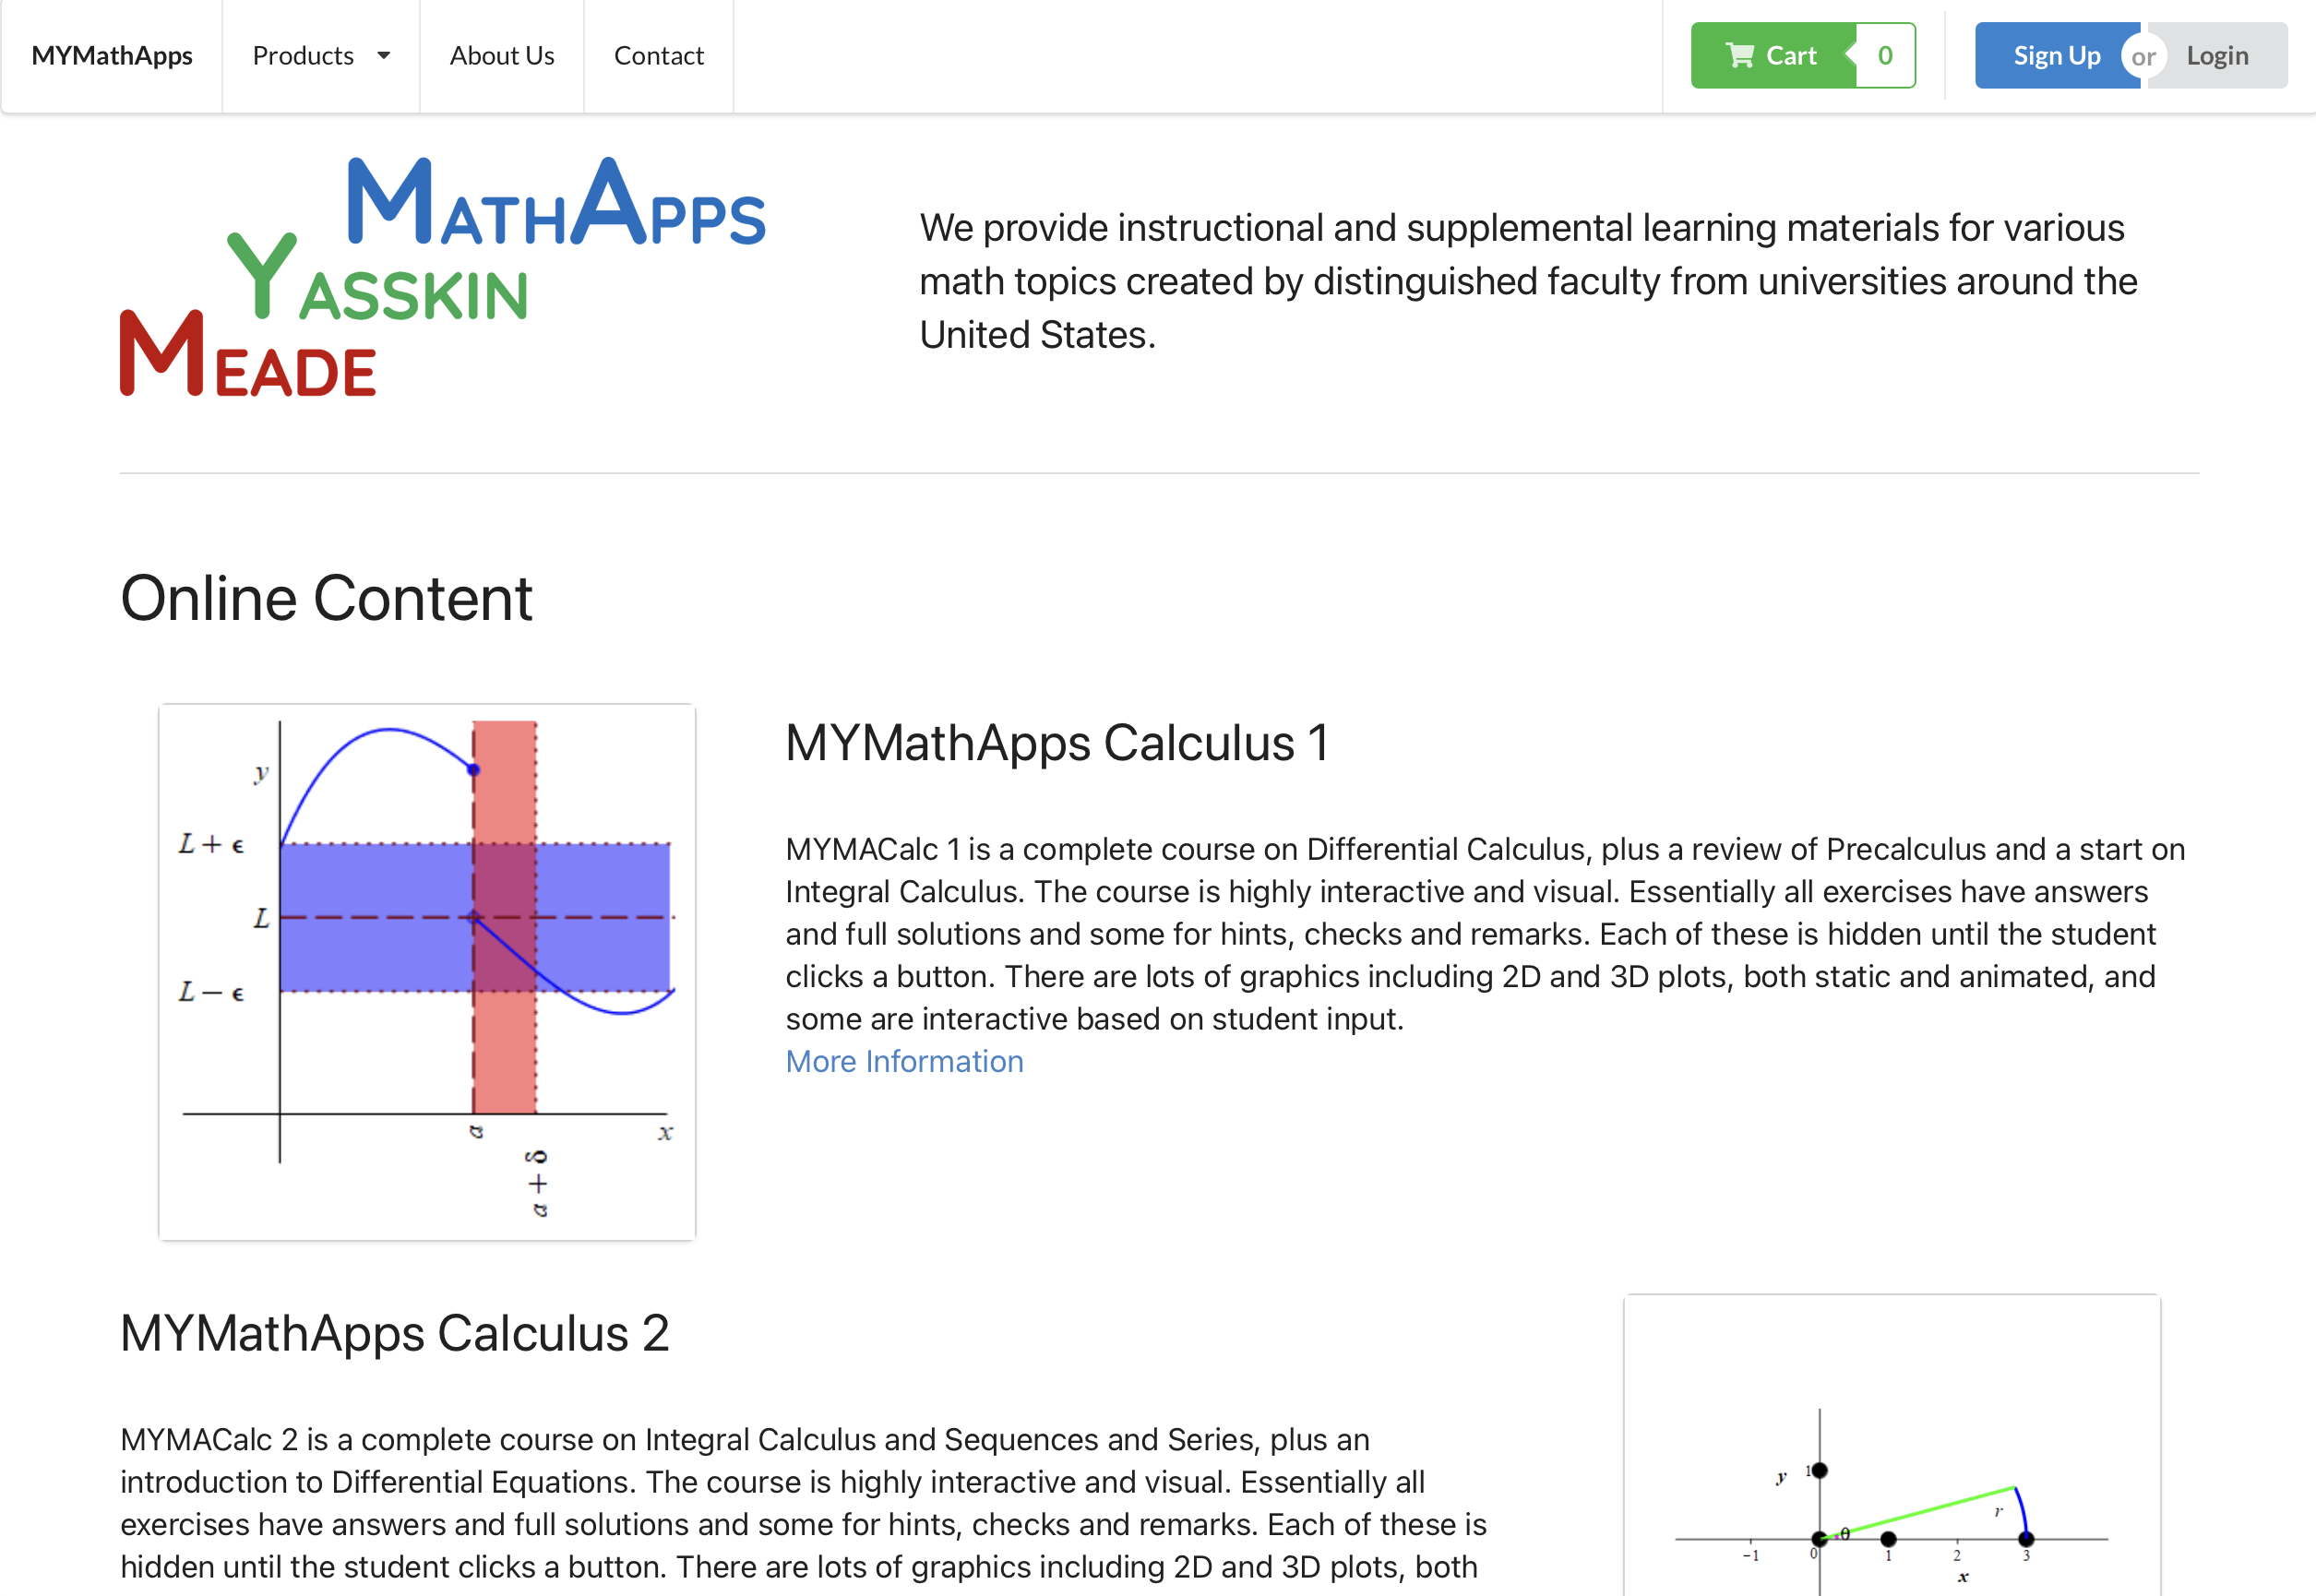 MYMathApps Products About Us Contact Cart 0 Sign Up or Login
MATHAPPS
YASSKIN
MEADE
We provide instructional and supplemental learning materials for various
math topics created by distinguished faculty from universities around the
United States.
Online Content
y
L + ϵ
L
L − ϵ
a
x
a + δ
MYMathApps Calculus 1
MYMACalc 1 is a complete course on Differential Calculus, plus a review of Precalculus and a start on
Integral Calculus. The course is highly interactive and visual. Essentially all exercises have answers
and full solutions and some for hints, checks and remarks. Each of these is hidden until the student
clicks a button. There are lots of graphics including 2D and 3D plots, both static and animated, and
some are interactive based on student input.
More Information
MYMathApps Calculus 2
MYMACalc 2 is a complete course on Integral Calculus and Sequences and Series, plus an
introduction to Differential Equations. The course is highly interactive and visual. Essentially all
exercises have answers and full solutions and some for hints, checks and remarks. Each of these is
hidden until the student clicks a button. There are lots of graphics including 2D and 3D plots, both
y 1
r
θ
-1 0 1 2 3
x